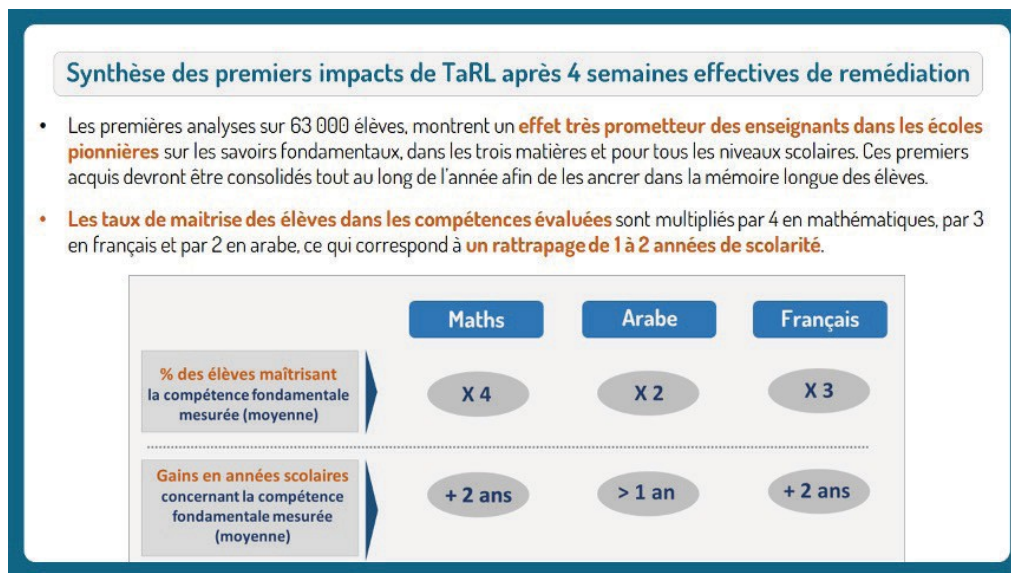 Synthèse des premiers impacts de TaRL après 4 semaines effectives de remédiation
• Les premières analyses sur 63 000 élèves, montrent un effet très prometteur des enseignants dans les écoles
pionnières sur les savoirs fondamentaux, dans les trois matières et pour tous les niveaux scolaires. Ces premiers
acquis devront être consolidés tout au long de l'année afin de les ancrer dans la mémoire longue des élèves.
• Les taux de maitrise des élèves dans les compétences évaluées sont multipliés par 4 en mathématiques, par 3
en français et par 2 en arabe, ce qui correspond à un rattrapage de 1 à 2 années de scolarité.
Maths Arabe Français
% des élèves maîtrisant
la compétence fondamentale
mesurée (moyenne)
X 4 X 2 X 3
Gains en années scolaires
concernant la compétence
fondamentale mesurée
(moyenne)
+ 2 ans > 1 an + 2 ans